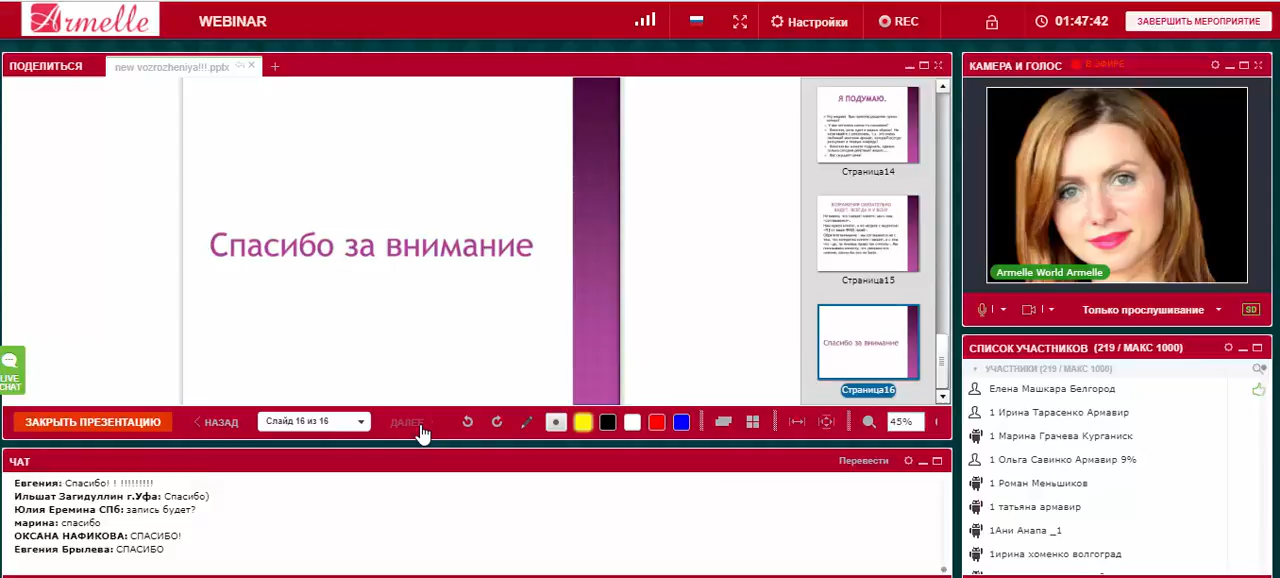 Armelle
WEBINAR
Настройки
REC
01:47:42
ЗАВЕРШИТЬ МЕРОПРИЯТИЕ
ПОДЕЛИТЬСЯ
new vozrozheniya!!!.pptx
Спасибо за внимание
Я ПОДУМАЮ.
Страница14
Страница15
Спасибо за внимание
Страница16
LIVE
CHAT
ЗАКРЫТЬ ПРЕЗЕНТАЦИЮ
НАЗАД
Слайд 16 из 16
ДАЛЕЕ
45%
КАМЕРА И ГОЛОС
В ЭФИРЕ
Armelle World Armelle
Только прослушивание
SD
СПИСОК УЧАСТНИКОВ (219 / МАКС 1000)
УЧАСТНИКИ (219 / МАКС 1000)
Елена Машкара Белгород
1 Ирина Тарасенко Армавир
1 Марина Грачева Курганиск
1 Ольга Савинко Армавир 9%
1 Роман Меньшиков
1 татьяна армавир
1Ани Анапа _1
1ирина хоменко волгоград
ЧАТ
Перевести
Евгения: Спасибо! ! !!!!!!!!!
Ильшат Загидуллин г.Уфа: Спасибо)
Юлия Еремина СПб: запись будет?
марина: спасибо
ОКСАНА НАФИКОВА: СПАСИБО!
Евгения Брылева: СПАСИБО